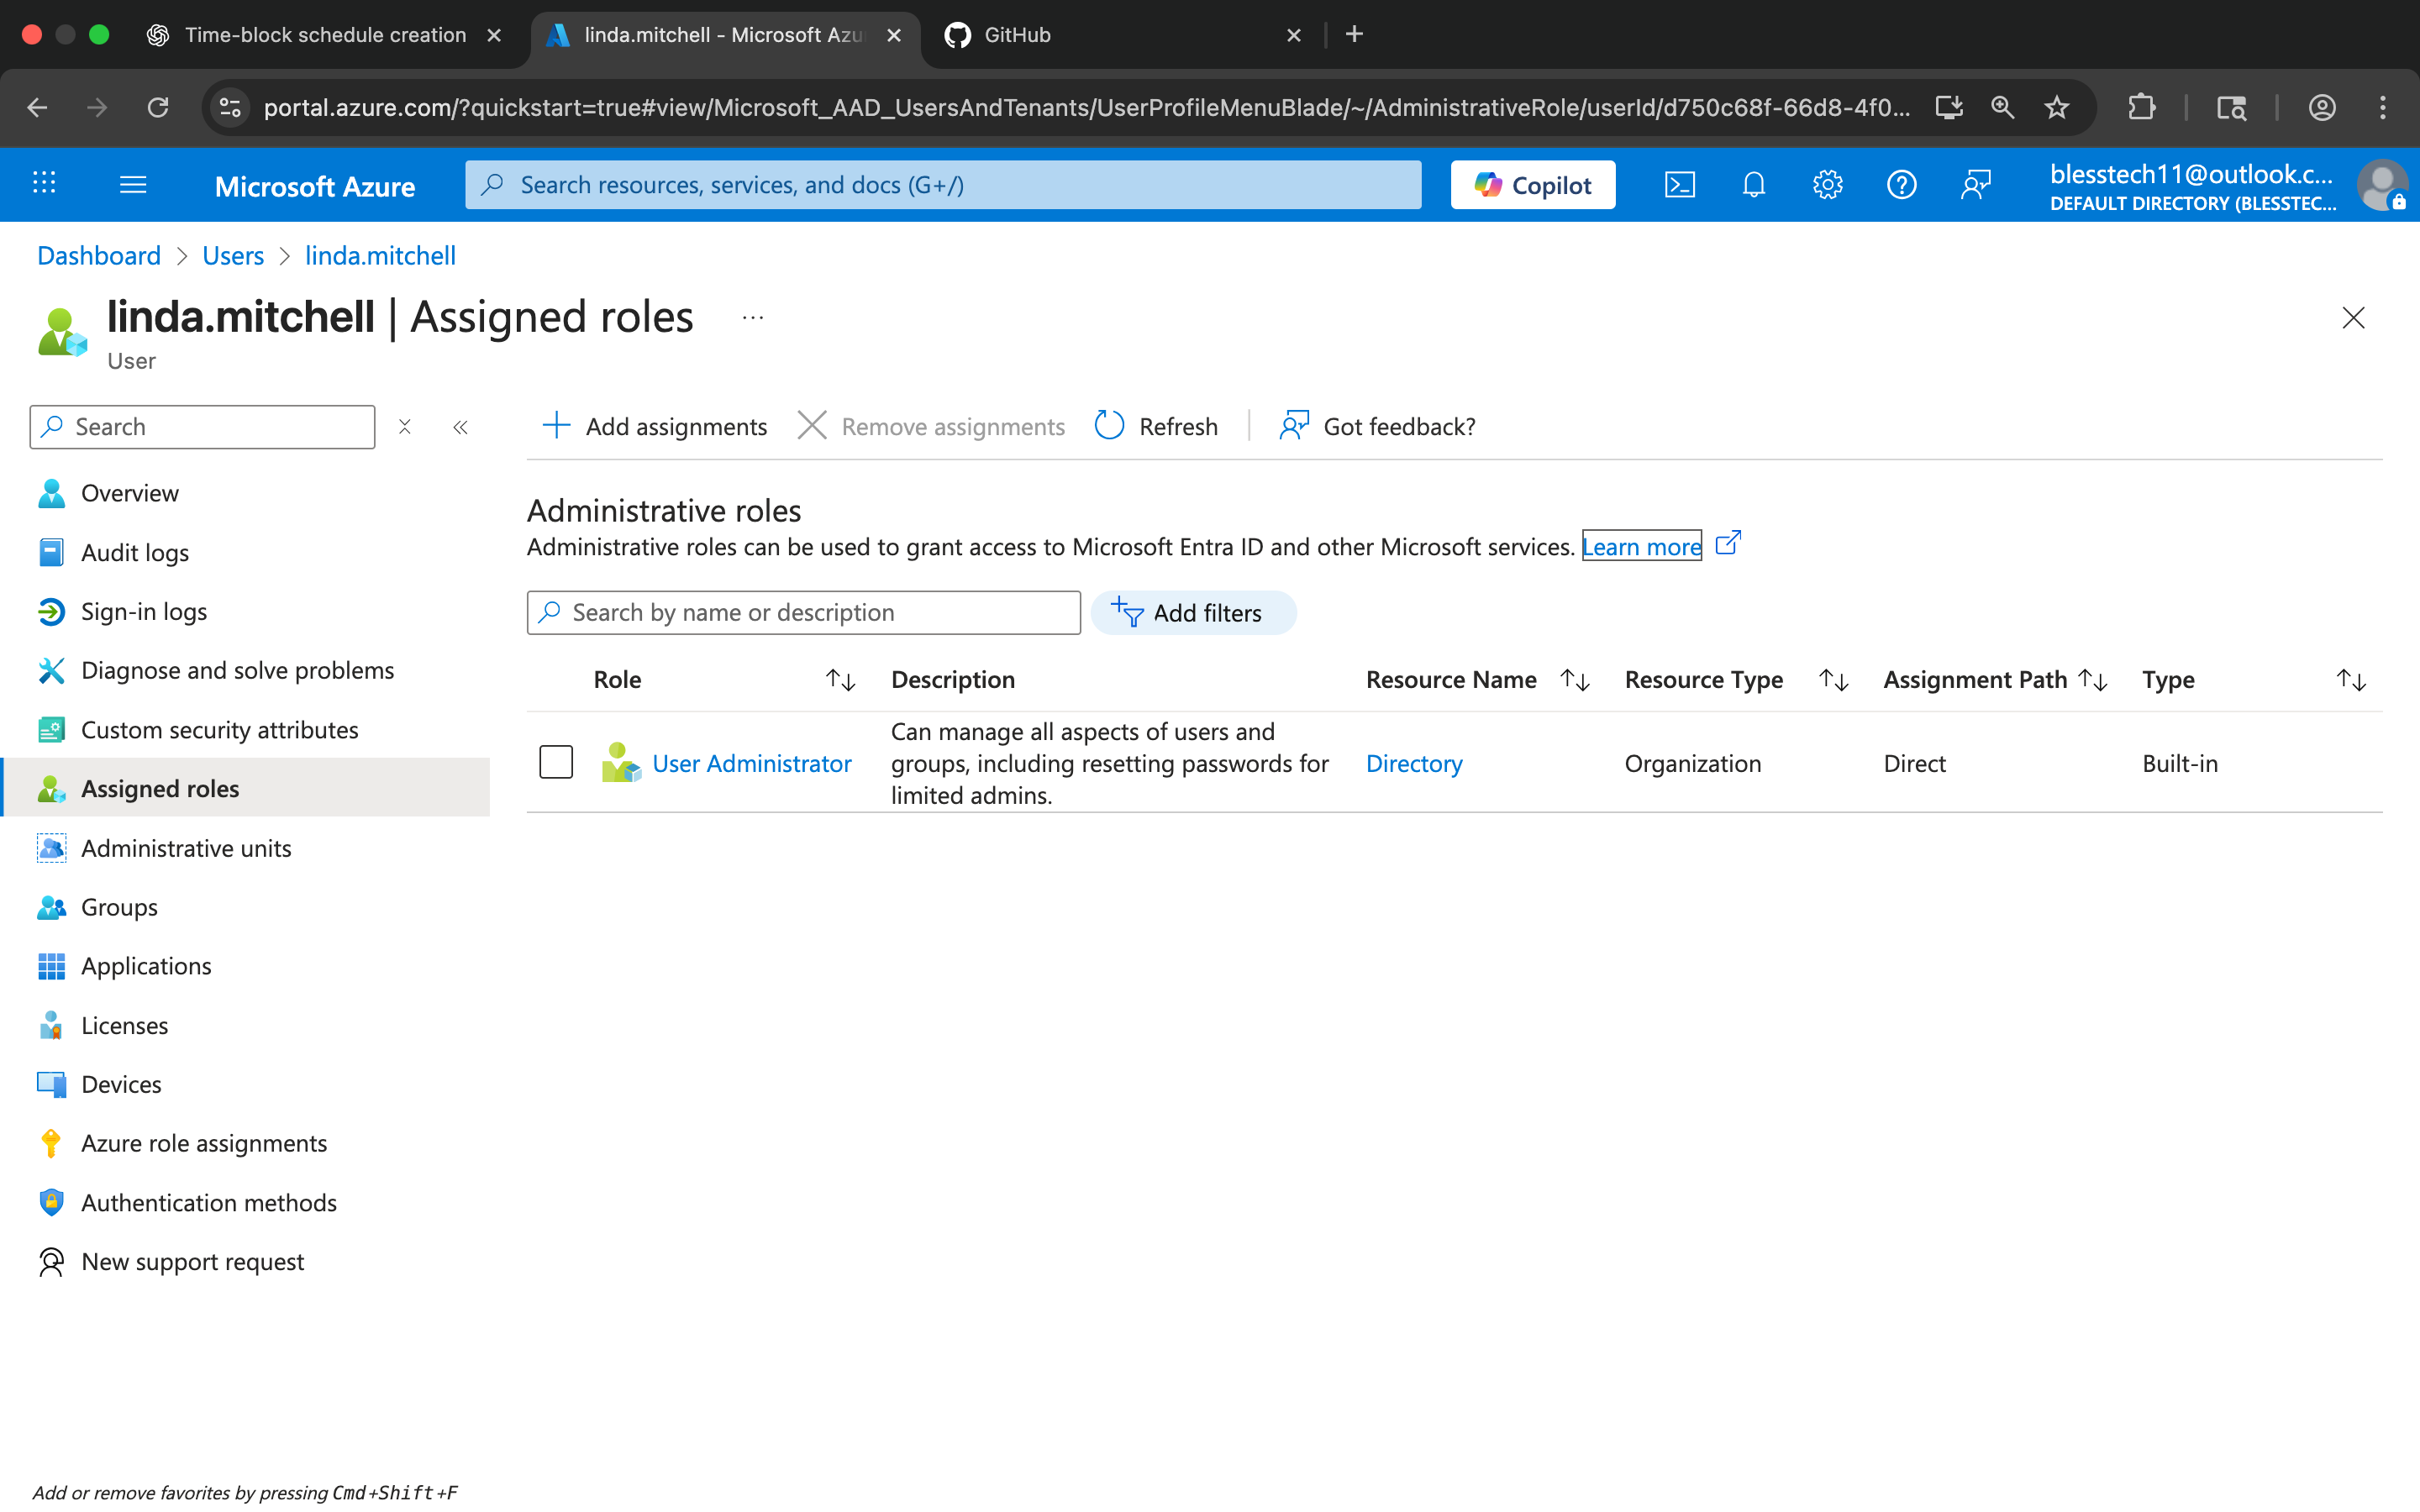 Time-block schedule creation
linda.mitchell - Microsoft Azu
GitHub
portal.azure.com/?quickstart=true#view/Microsoft_AAD_UsersAndTenants/UserProfileMenuBlade/~/AdministrativeRole/userId/d750c68f-66d8-4f0...
Microsoft Azure
Search resources, services, and docs (G+/)
Copilot
blesstech11@outlook.c...
DEFAULT DIRECTORY (BLESSTEC...
Dashboard > Users > linda.mitchell
linda.mitchell | Assigned roles ...
User
Search
Overview
Audit logs
Sign-in logs
Diagnose and solve problems
Custom security attributes
Assigned roles
Administrative units
Groups
Applications
Licenses
Devices
Azure role assignments
Authentication methods
New support request
Add or remove favorites by pressing Cmd+Shift+F
Add assignments Remove assignments Refresh Got feedback?
Administrative roles
Administrative roles can be used to grant access to Microsoft Entra ID and other Microsoft services. Learn more
Search by name or description
Add filters
Role Description Resource Name Resource Type Assignment Path Type
User Administrator
Can manage all aspects of users and
groups, including resetting passwords for
limited admins.
Directory
Organization
Direct
Built-in